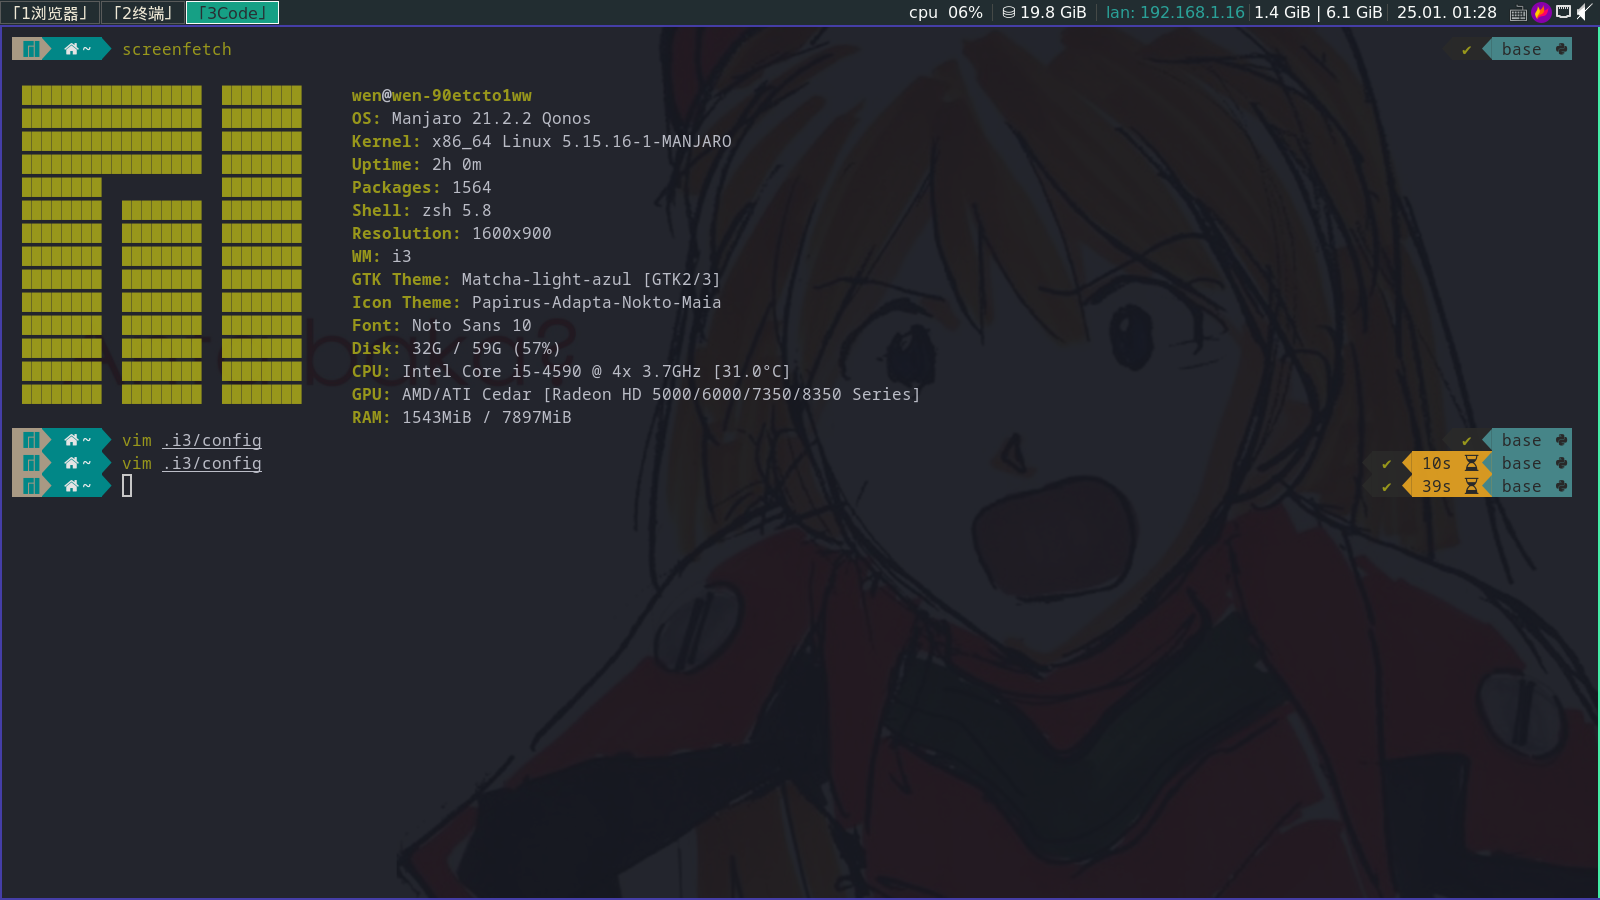 「1浏览器」 「2终端」 「3Code」 cpu 06% 19.8 GiB lan: 192.168.1.16 1.4 GiB | 6.1 GiB 25.01. 01:28
~ screenfetch ✔ base
wen@wen-90etcto1ww
OS: Manjaro 21.2.2 Qonos
Kernel: x86_64 Linux 5.15.16-1-MANJARO
Uptime: 2h 0m
Packages: 1564
Shell: zsh 5.8
Resolution: 1600x900
WM: i3
GTK Theme: Matcha-light-azul [GTK2/3]
Icon Theme: Papirus-Adapta-Nokto-Maia
Font: Noto Sans 10
Disk: 32G / 59G (57%)
CPU: Intel Core i5-4590 @ 4x 3.7GHz [31.0°C]
GPU: AMD/ATI Cedar [Radeon HD 5000/6000/7350/8350 Series]
RAM: 1543MiB / 7897MiB
~ vim .i3/config ✔ base
~ vim .i3/config ✔ 10s base
~ ✔ 39s base